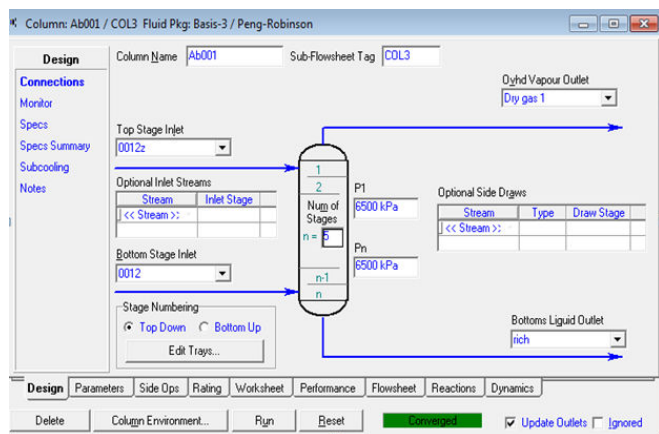 Column: Ab001 / COL3 Fluid Pkg: Basis-3 / Peng-Robinson
Design
Connections
Monitor
Specs
Specs Summary
Subcooling
Notes
Column Name Ab001
Sub-Flowsheet Tag COL3
Ovhd Vapour Outlet
Dry gas 1
Top Stage Inlet
0012z
Optional Inlet Streams
Stream Inlet Stage
<< Stream >>
Bottom Stage Inlet
0012
Stage Numbering
Top Down Bottom Up
Edit Trays...
1
2
Num of
Stages
n = 5
n-1
n
P1
6500 kPa
Pn
6500 kPa
Optional Side Draws
Stream Type Draw Stage
<< Stream >>
Bottoms Liquid Outlet
rich
Design Parameters Side Ops Rating Worksheet Performance Flowsheet Reactions Dynamics
Delete Column Environment... Run Reset Converged Update Outlets Ignored